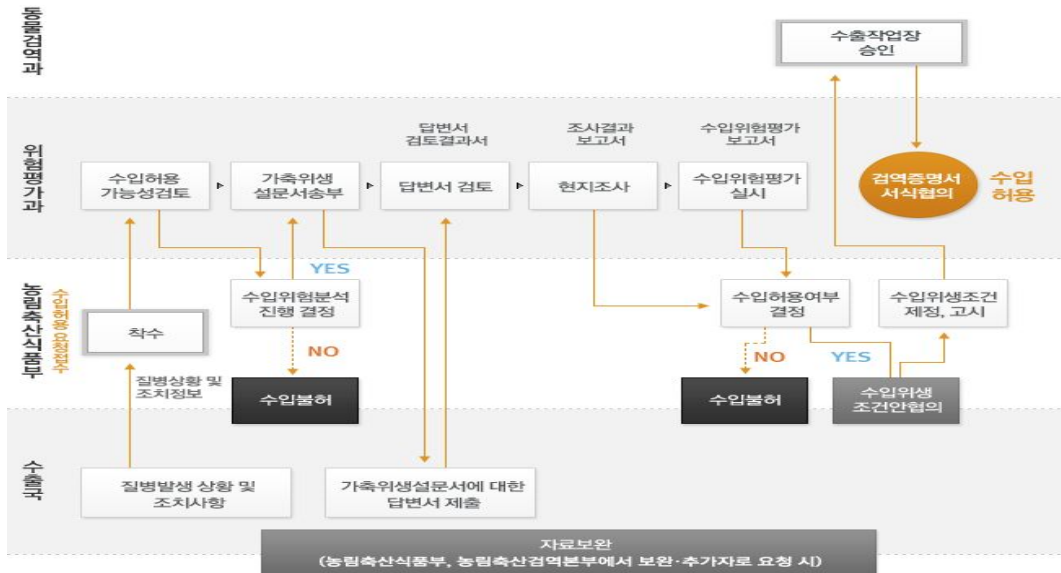 동물검역과
수출작업장
승인
위험평가과
답변서
검토결과서
조사결과
보고서
수입위험평가
보고서
수입허용
가능성검토
가축위생
설문서송부
답변서 검토
현지조사
수입위험평가
실시
검역증명서
서식협의
수입
허용
농림축산식품부
수입허용 요청접수
착수
YES
수입위험분석
진행 결정
NO
수입불허
수입허용여부
결정
NO
YES
수입불허
수입위생조건
제정, 고시
수입위생
조건안협의
질병상황 및
조치정보
수출국
질병발생 상황 및
조치사항
가축위생설문서에 대한
답변서 제출
자료보완
(농림축산식품부, 농림축산검역본부에서 보완·추가자로 요청 시)